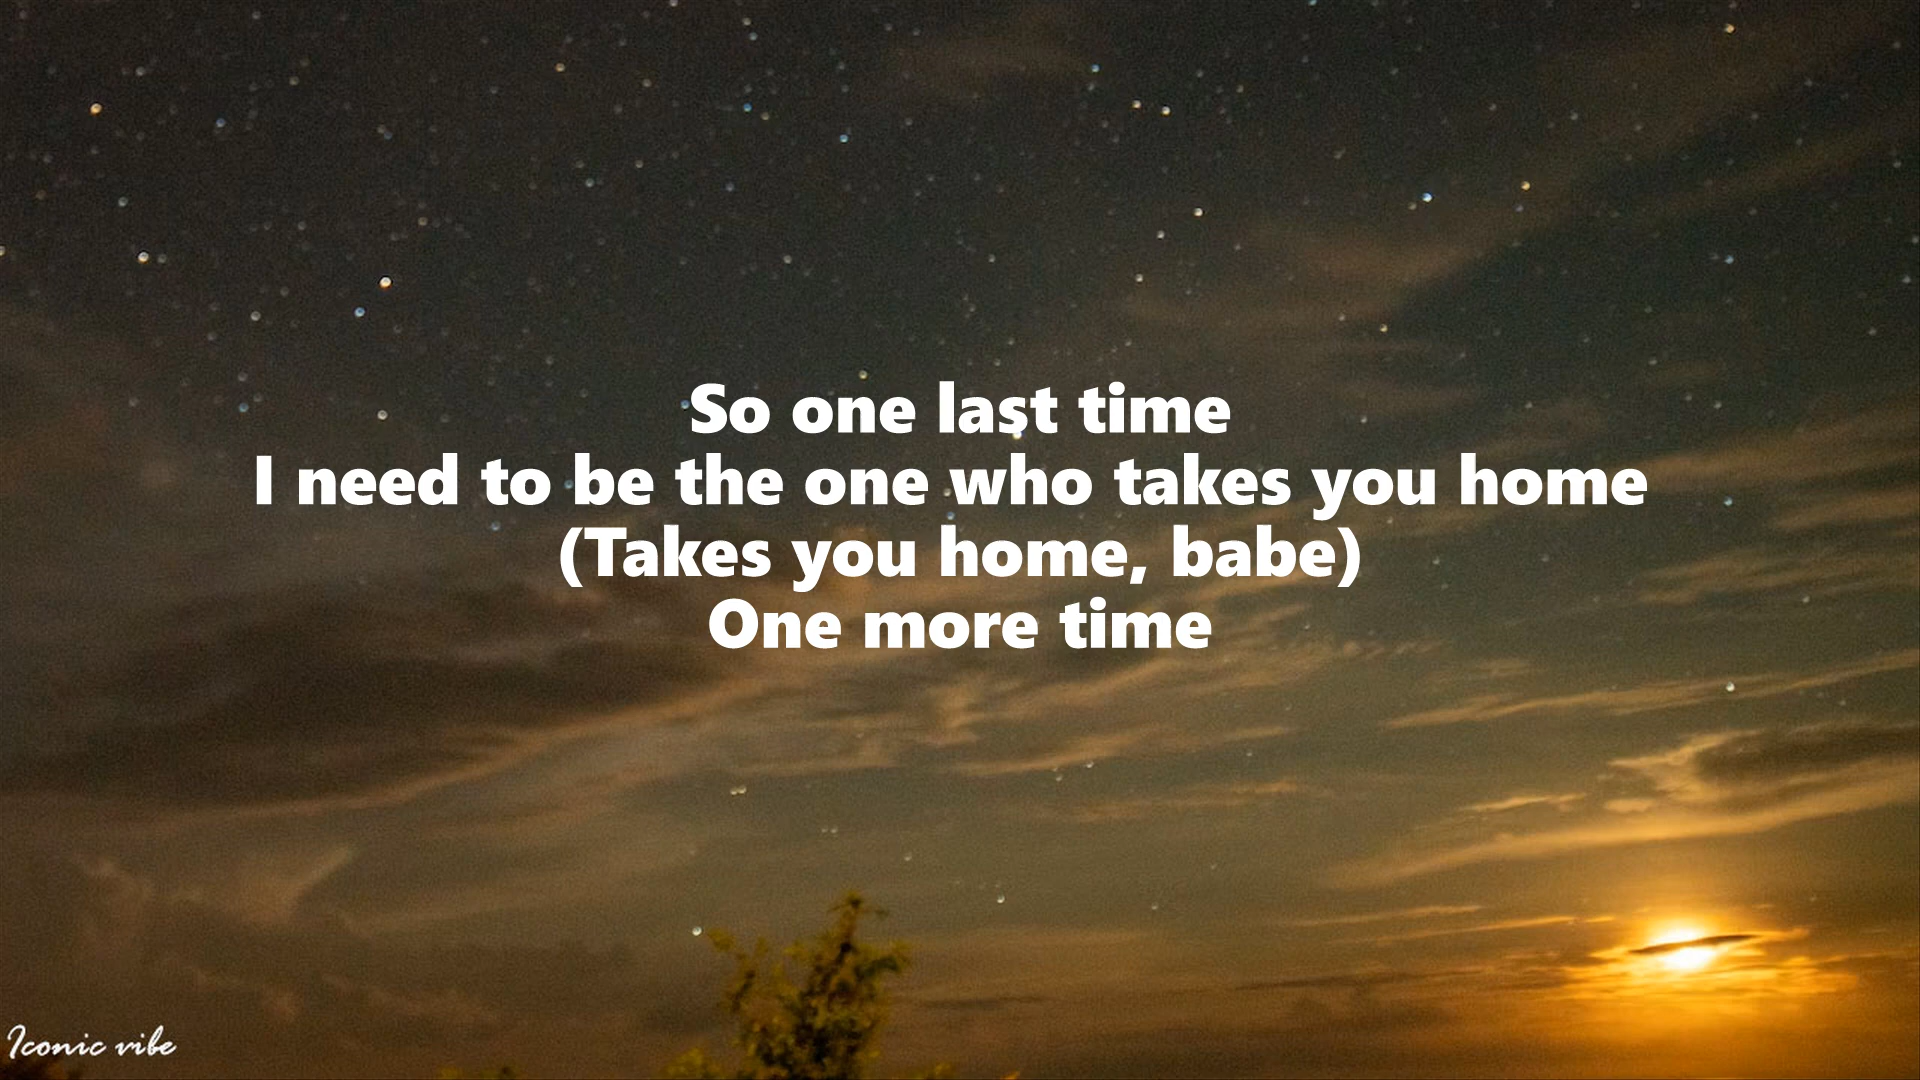 So one last time
I need to be the one who takes you home
(Takes you home, babe)
One more time
Iconic vibe